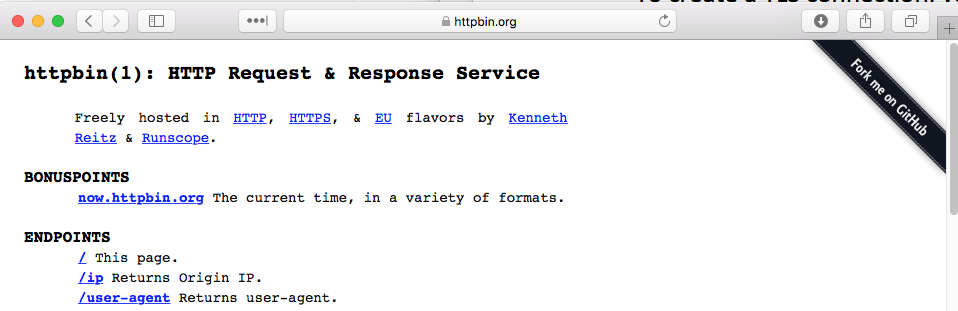 To create a TLS connection, v
httpbin.org
httpbin(1): HTTP Request & Response Service
Fork me on GitHub
Freely hosted in HTTP, HTTPS, & EU flavors by Kenneth
Reitz & Runscope.
BONUSPOINTS
now.httpbin.org The current time, in a variety of formats.
ENDPOINTS
/ This page.
/ip Returns Origin IP.
/user-agent Returns user-agent.